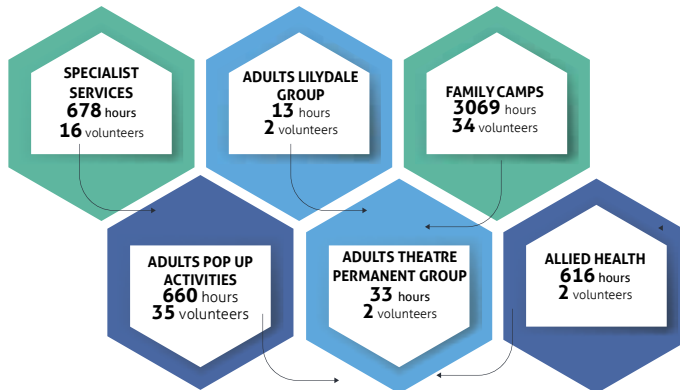 SPECIALIST
SERVICES
678 hours
16 volunteers
ADULTS LILYDALE
GROUP
13 hours
2 volunteers
FAMILY CAMPS
3069 hours
34 volunteers
ADULTS POP UP
ACTIVITIES
660 hours
35 volunteers
ADULTS THEATRE
PERMANENT GROUP
33 hours
2 volunteers
ALLIED HEALTH
616 hours
2 volunteers